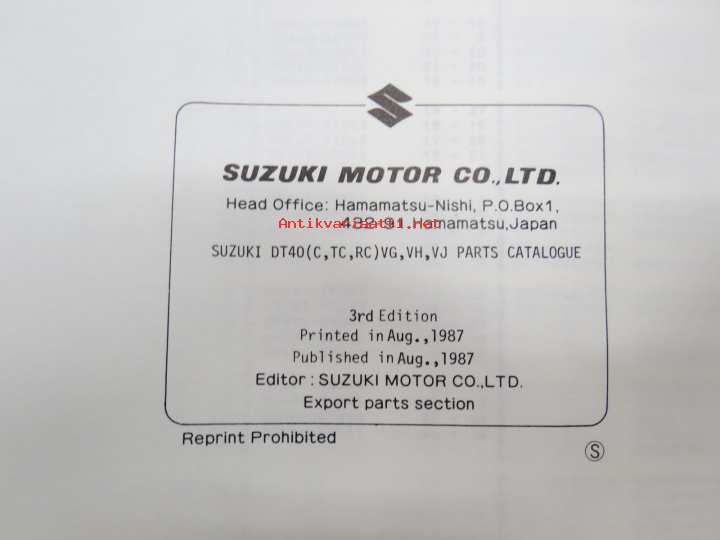 SUZUKI MOTOR CO.,LTD.
Head Office: Hamamatsu-Nishi, P.O.Box1,
432-91, Hamamatsu,Japan
Antikvariaatti.net
SUZUKI DT40(C,TC,RC)VG,VH,VJ PARTS CATALOGUE
3rd Edition
Printed in Aug.,1987
Published in Aug.,1987
Editor : SUZUKI MOTOR CO.,LTD.
Export parts section
Reprint Prohibited
Ⓢ